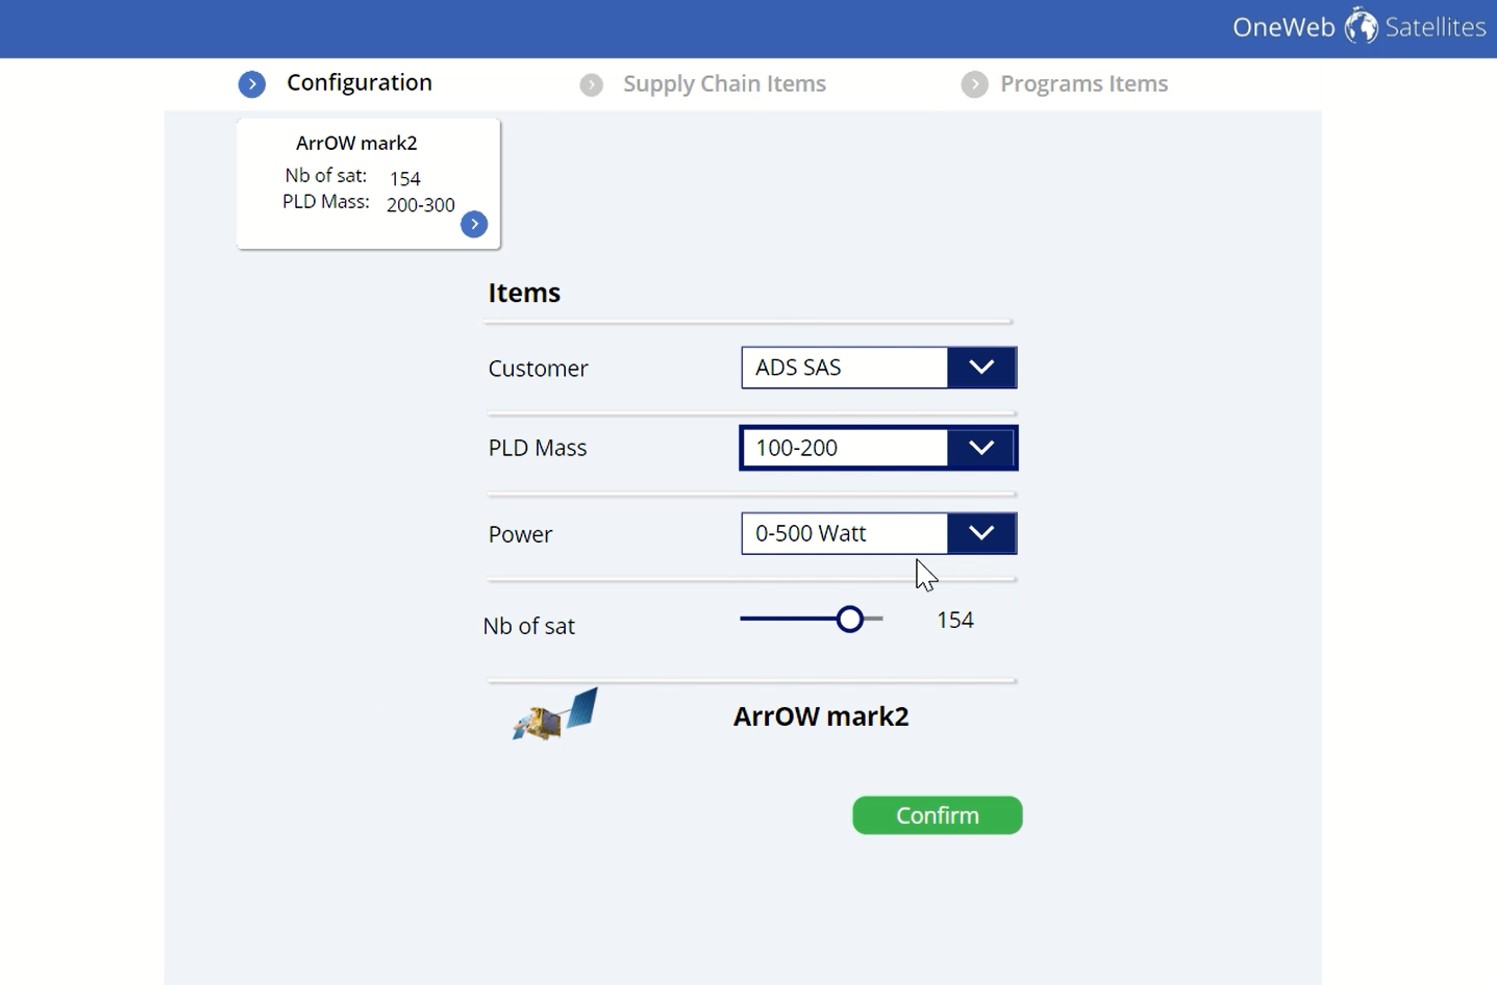 OneWeb Satellites
Configuration
Supply Chain Items
Programs Items
ArrOW mark2
Nb of sat: 154
PLD Mass: 200-300
Items
Customer ADS SAS
PLD Mass 100-200
Power 0-500 Watt
Nb of sat 154
ArrOW mark2
Confirm